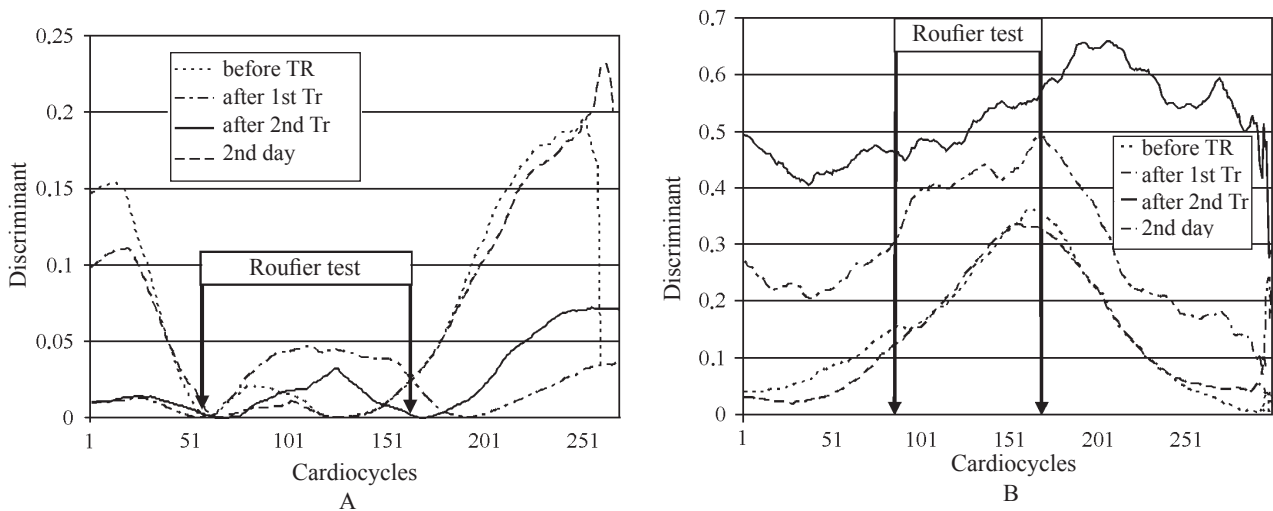 0.25
0.2
0.15
0.1
0.05
0
Discriminant
before TR
after 1st Tr
after 2nd Tr
2nd day
Roufier test
1
51
101
151
201
251
Cardiocycles
A
0.7
0.6
0.5
0.4
0.3
0.2
0.1
0
Discriminant
Roufier test
before TR
after 1st Tr
after 2nd Tr
2nd day
1
51
101
151
201
251
Cardiocycles
B